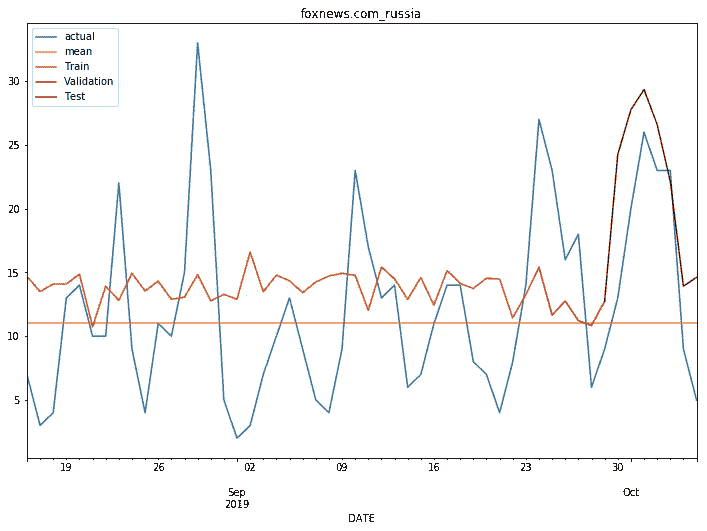 foxnews.com_russia
actual
mean
Train
Validation
Test
30
25
20
15
10
5
19 26 02 09 16 23 30
Sep Oct
2019
DATE